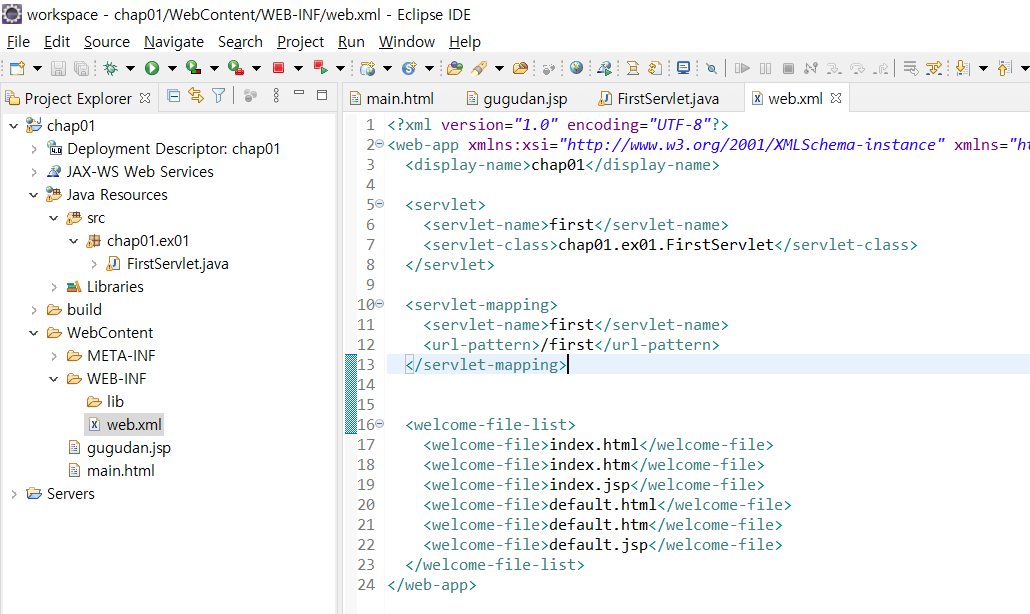 workspace - chap01/WebContent/WEB-INF/web.xml - Eclipse IDE
File Edit Source Navigate Search Project Run Window Help
Project Explorer
main.html gugudan.jsp FirstServlet.java web.xml
chap01
Deployment Descriptor: chap01
JAX-WS Web Services
Java Resources
src
chap01.ex01
FirstServlet.java
Libraries
build
WebContent
META-INF
WEB-INF
lib
web.xml
gugudan.jsp
main.html
Servers
1 <?xml version="1.0" encoding="UTF-8"?>
2 <web-app xmlns:xsi="http://www.w3.org/2001/XMLSchema-instance" xmlns="ht
3 <display-name>chap01</display-name>
4
5 <servlet>
6 <servlet-name>first</servlet-name>
7 <servlet-class>chap01.ex01.FirstServlet</servlet-class>
8 </servlet>
9
10 <servlet-mapping>
11 <servlet-name>first</servlet-name>
12 <url-pattern>/first</url-pattern>
13 </servlet-mapping>
14
15
16 <welcome-file-list>
17 <welcome-file>index.html</welcome-file>
18 <welcome-file>index.htm</welcome-file>
19 <welcome-file>index.jsp</welcome-file>
20 <welcome-file>default.html</welcome-file>
21 <welcome-file>default.htm</welcome-file>
22 <welcome-file>default.jsp</welcome-file>
23 </welcome-file-list>
24 </web-app>